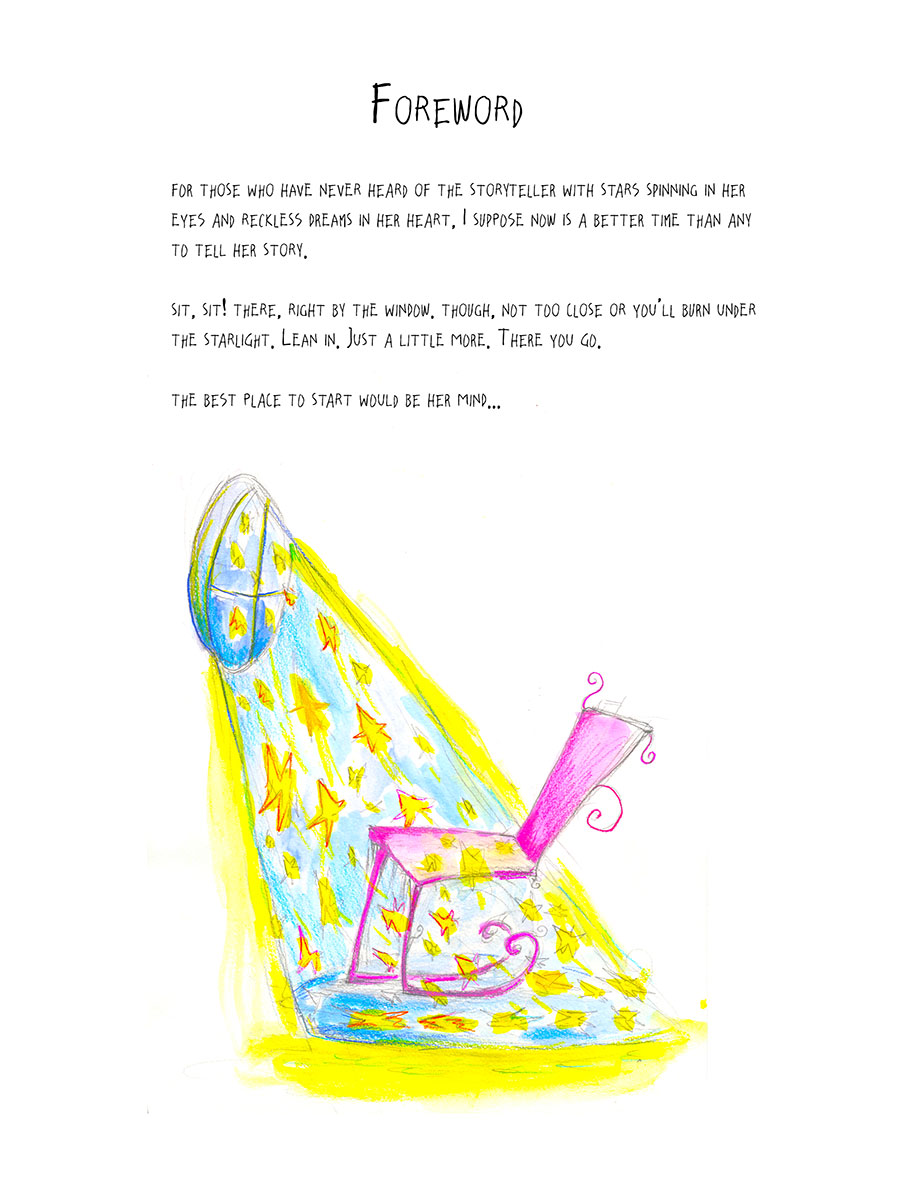 Foreword
for those who have never heard of the storyteller with stars spinning in her
eyes and reckless dreams in her heart, I suppose now is a better time than any
to tell her story.
sit, sit! there, right by the window. though, not too close or you'll burn under
the starlight. Lean in. Just a little more. There you go.
the best place to start would be her mind...